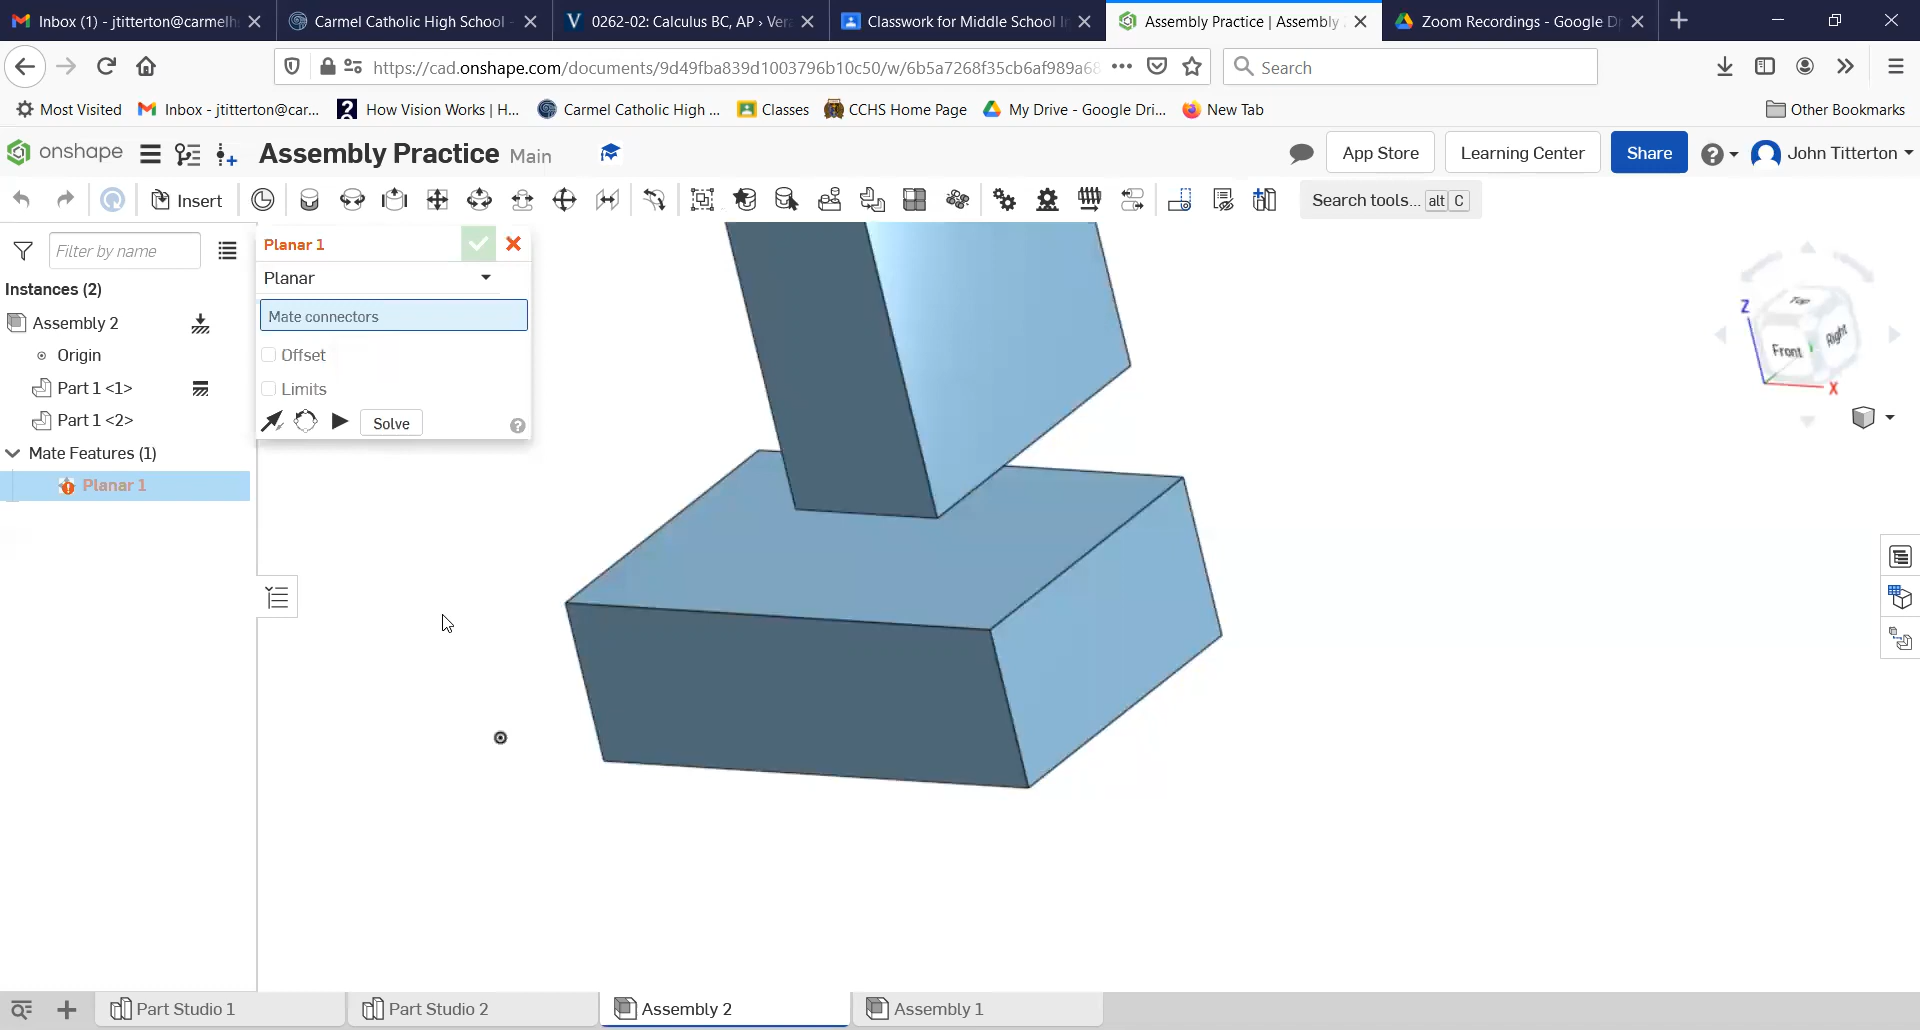 Inbox (1) - jtitterton@carmelh
Carmel Catholic High School -
0262-02: Calculus BC, AP › Ver
Classwork for Middle School I
Assembly Practice | Assembly
Zoom Recordings - Google D
https://cad.onshape.com/documents/9d49fba839d1003796b10c50/w/6b5a7268f35cb6af989a68
Search
Most Visited
Inbox - jtitterton@car...
How Vision Works | H...
Carmel Catholic High ...
Classes
CCHS Home Page
My Drive - Google Dri...
New Tab
Other Bookmarks
onshape
Assembly Practice Main
App Store
Learning Center
Share
John Titterton
Insert
Search tools... alt C
Filter by name
Instances (2)
Assembly 2
Origin
Part 1 <1>
Part 1 <2>
Mate Features (1)
Planar 1
Planar 1
Planar
Mate connectors
Offset
Limits
Solve
Z
Top
Front
Right
X
Part Studio 1
Part Studio 2
Assembly 2
Assembly 1